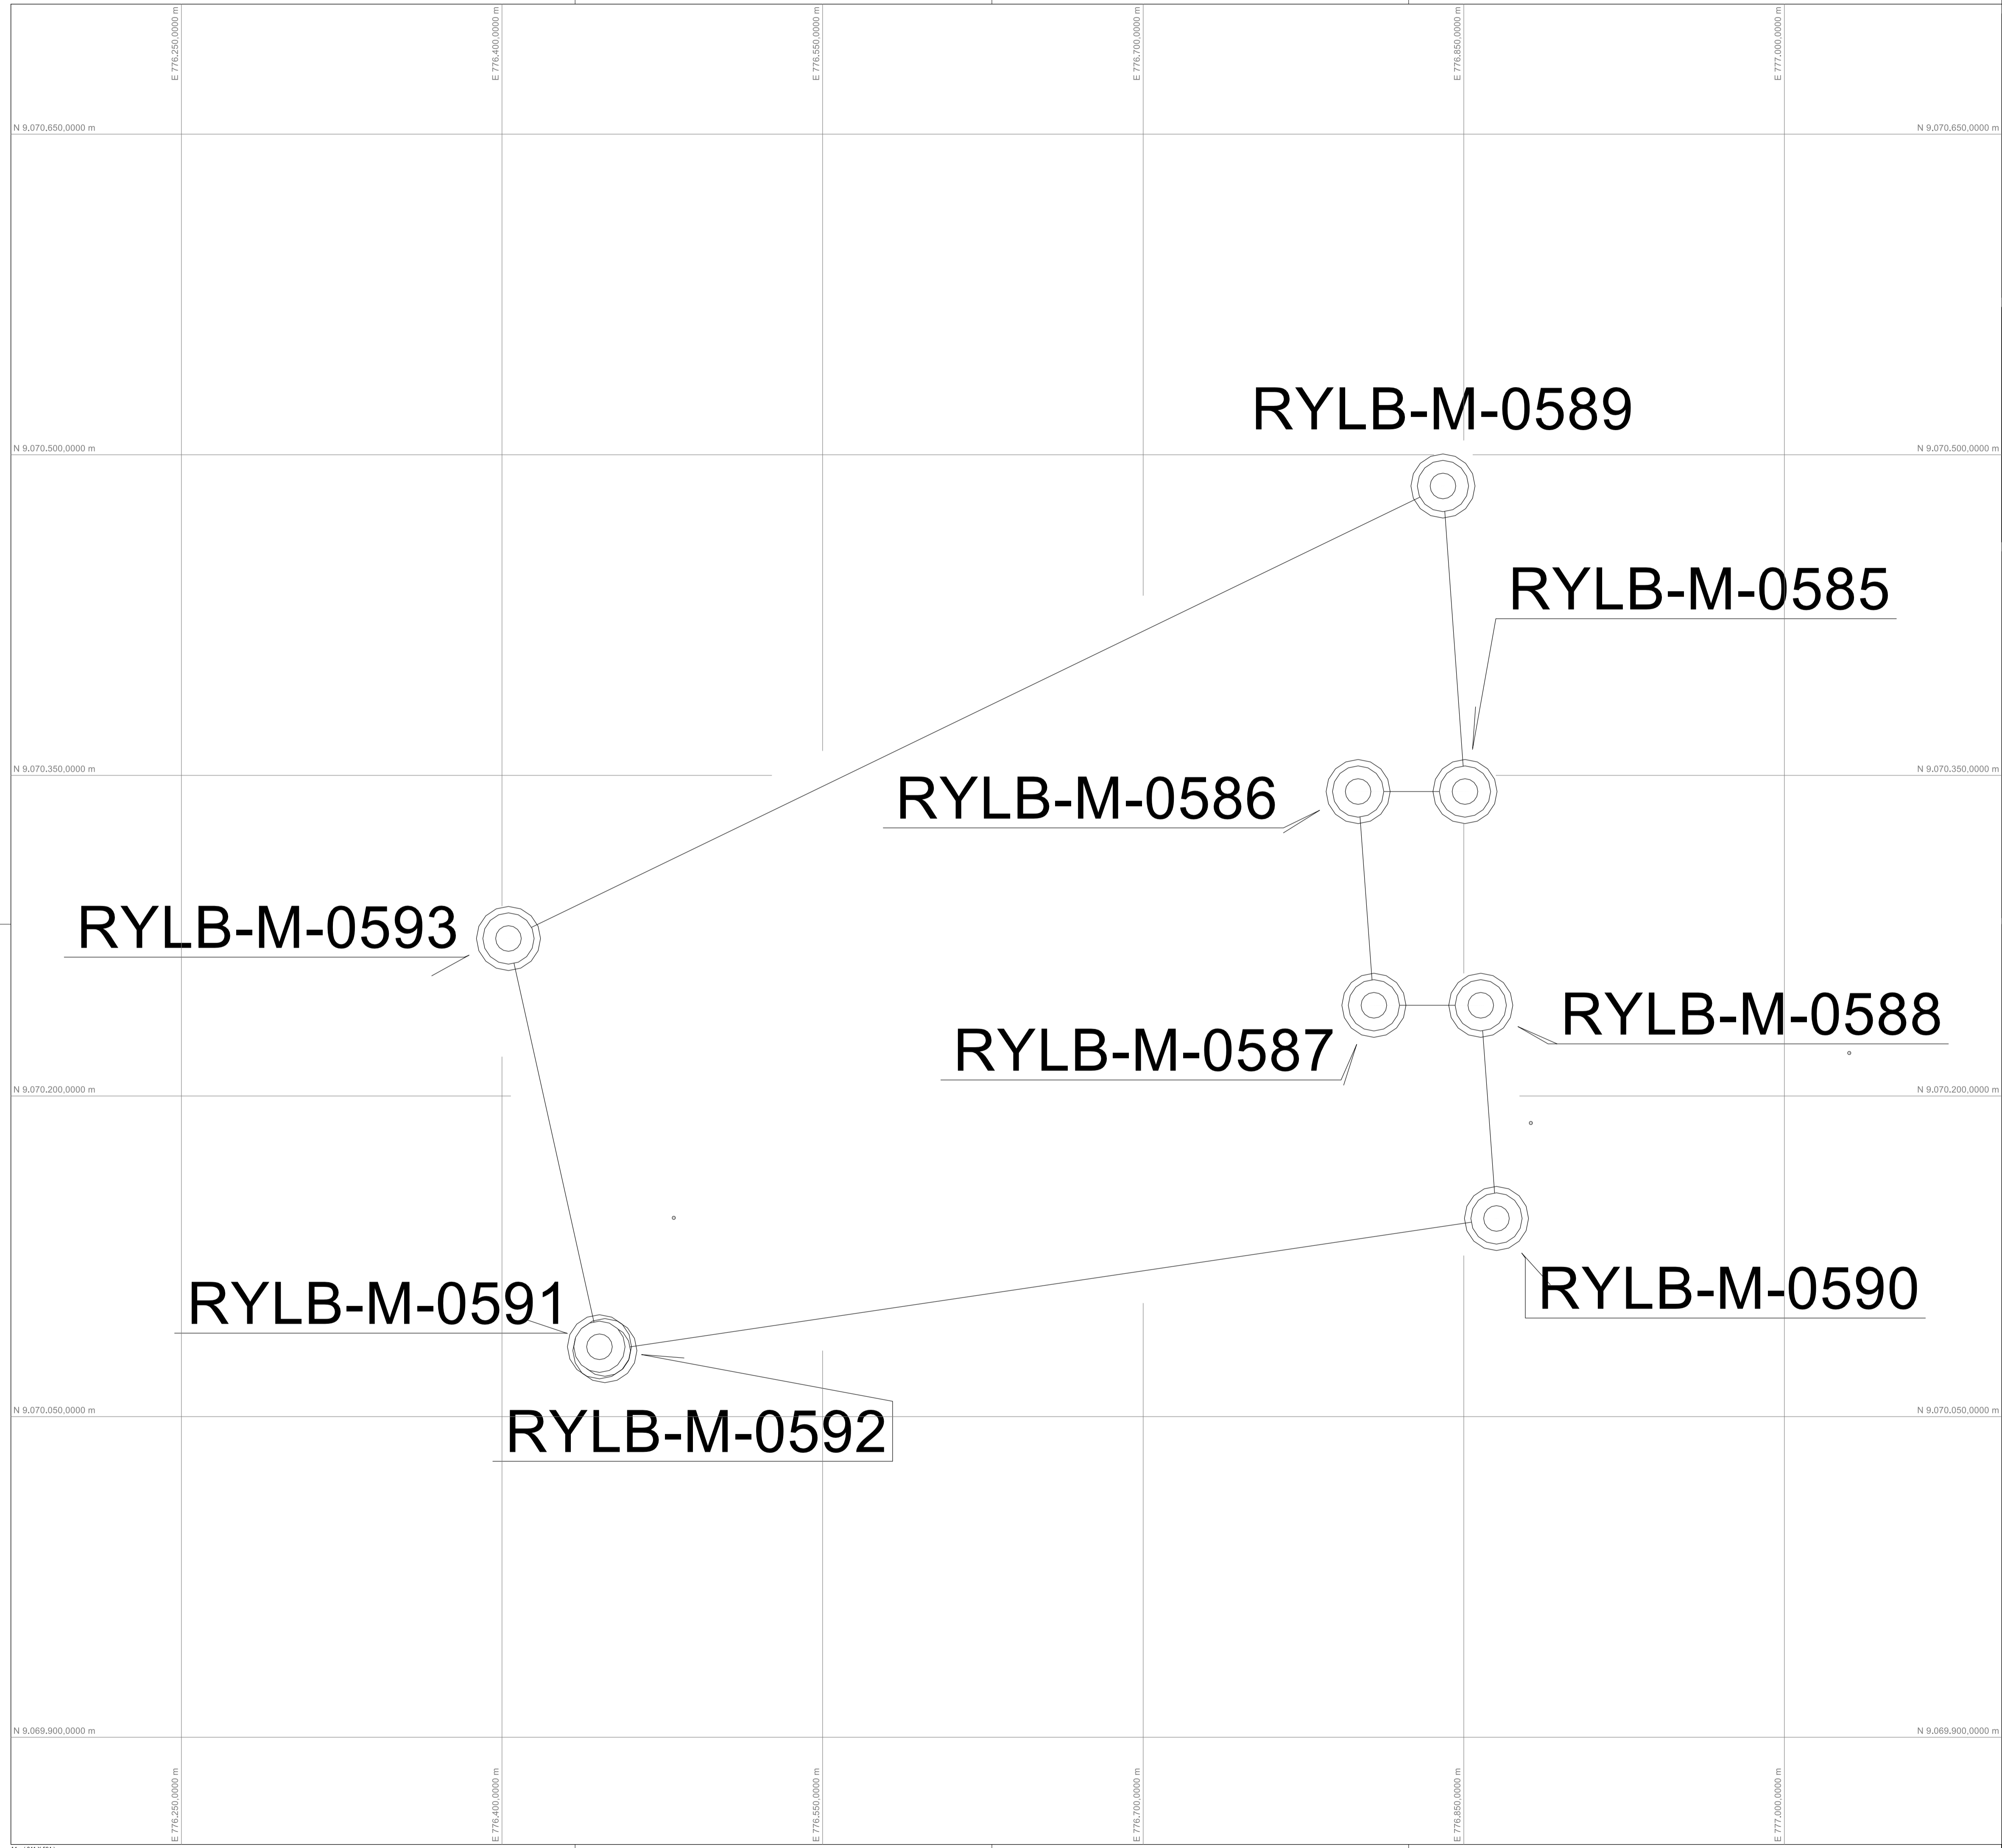 E 776.250,0000 m
E 776.400,0000 m
E 776.550,0000 m
E 776.700,0000 m
E 776.850,0000 m
E 777.000,0000 m
N 9.070.650,0000 m
N 9.070.650,0000 m
RYLB-M-0589
N 9.070.500,0000 m
N 9.070.500,0000 m
RYLB-M-0585
N 9.070.350,0000 m
N 9.070.350,0000 m
RYLB-M-0586
RYLB-M-0593
RYLB-M-0588
RYLB-M-0587
N 9.070.200,0000 m
N 9.070.200,0000 m
RYLB-M-0591
RYLB-M-0590
N 9.070.050,0000 m
N 9.070.050,0000 m
RYLB-M-0592
N 9.069.900,0000 m
N 9.069.900,0000 m
E 776.250,0000 m
E 776.400,0000 m
E 776.550,0000 m
E 776.700,0000 m
E 776.850,0000 m
E 777.000,0000 m